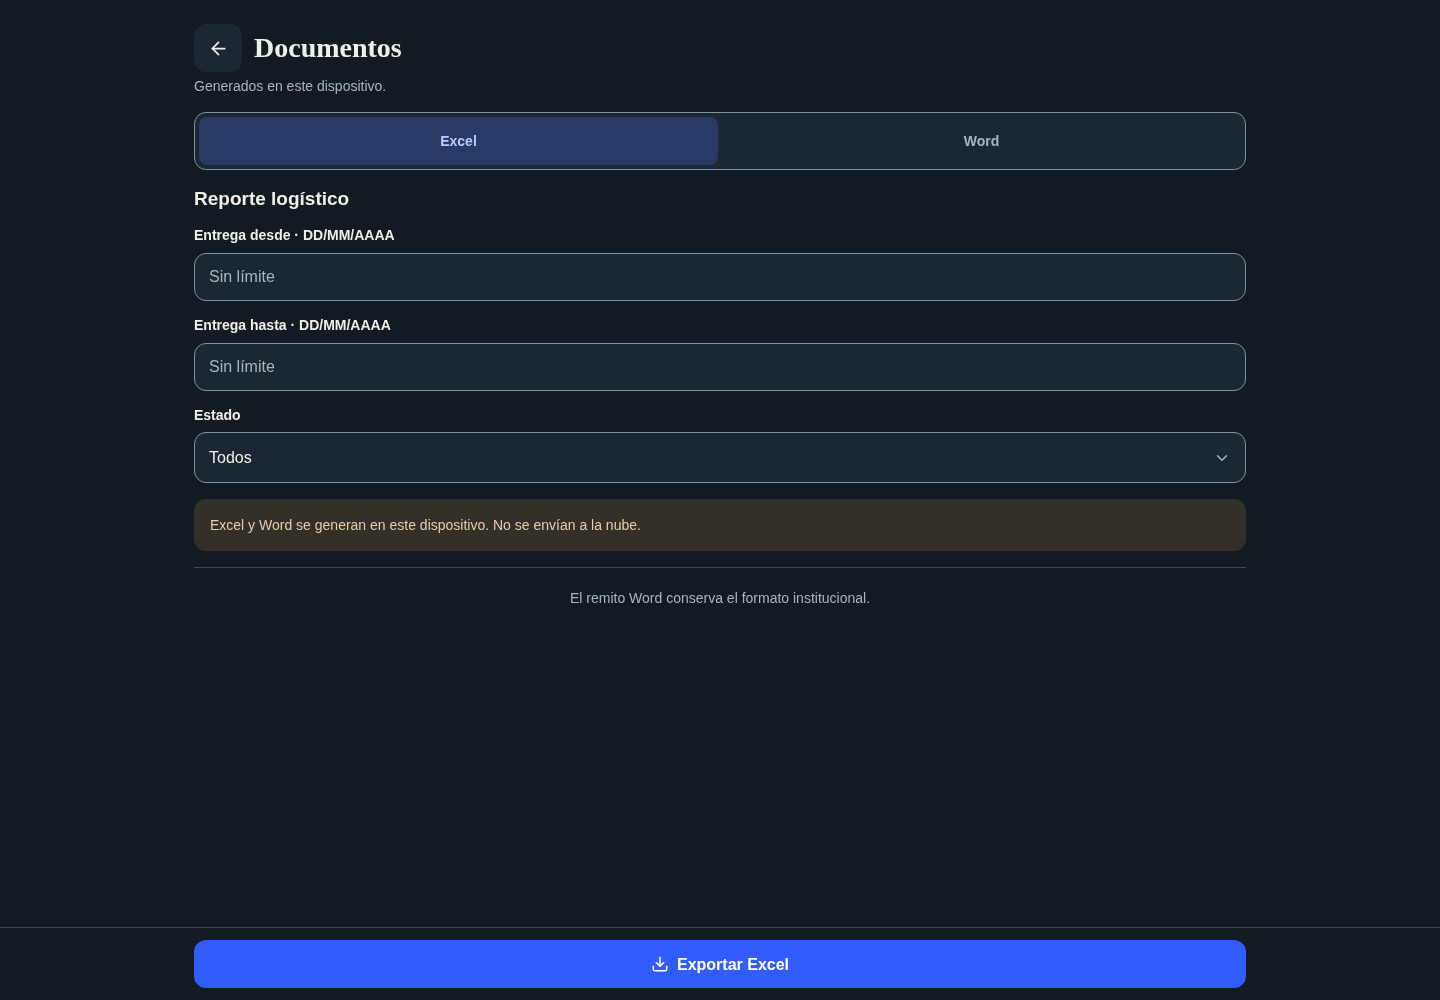 Documentos
Generados en este dispositivo.
Excel
Word
Reporte logístico
Entrega desde · DD/MM/AAAA
Sin límite
Entrega hasta · DD/MM/AAAA
Sin límite
Estado
Todos
Excel y Word se generan en este dispositivo. No se envían a la nube.
El remito Word conserva el formato institucional.
Exportar Excel